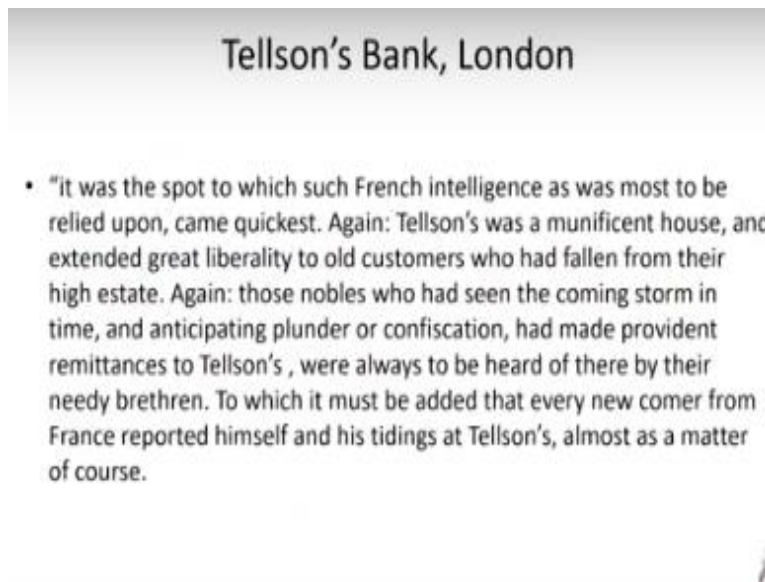 Tellson's Bank, London
• "it was the spot to which such French intelligence as was most to be
relied upon, came quickest. Again: Tellson's was a munificent house, and
extended great liberality to old customers who had fallen from their
high estate. Again: those nobles who had seen the coming storm in
time, and anticipating plunder or confiscation, had made provident
remittances to Tellson's , were always to be heard of there by their
needy brethren. To which it must be added that every new comer from
France reported himself and his tidings at Tellson's, almost as a matter
of course.